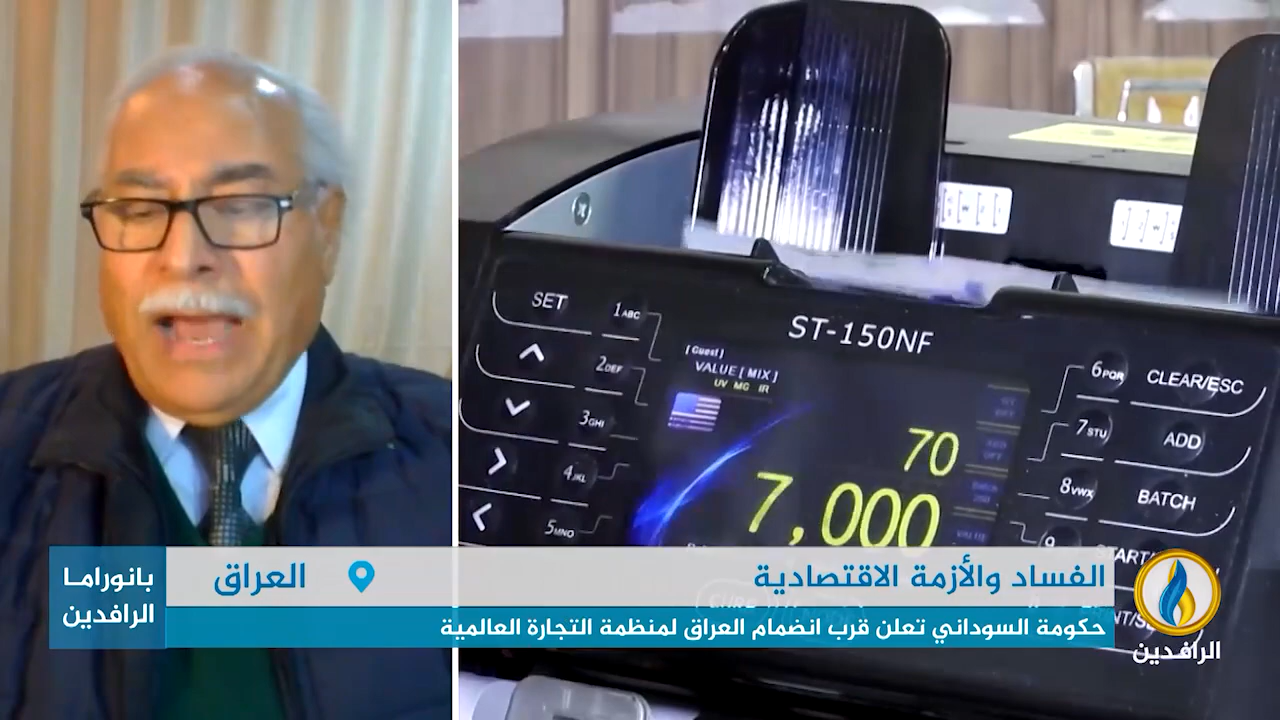 ST-150NF
SET
1ABC
2DEF
3GHI
4JKL
5MNO
[ Guest ]
VALUE [ MIX ]
UV MG IR
70
7,000
6PQR
CLEAR/ESC
7STU
ADD
8VWX
BATCH
9
الفساد والأزمة الاقتصادية
العراق
حكومة السوداني تعلن قرب انضمام العراق لمنظمة التجارة العالمية
بانوراما
الرافدين
الرافدين